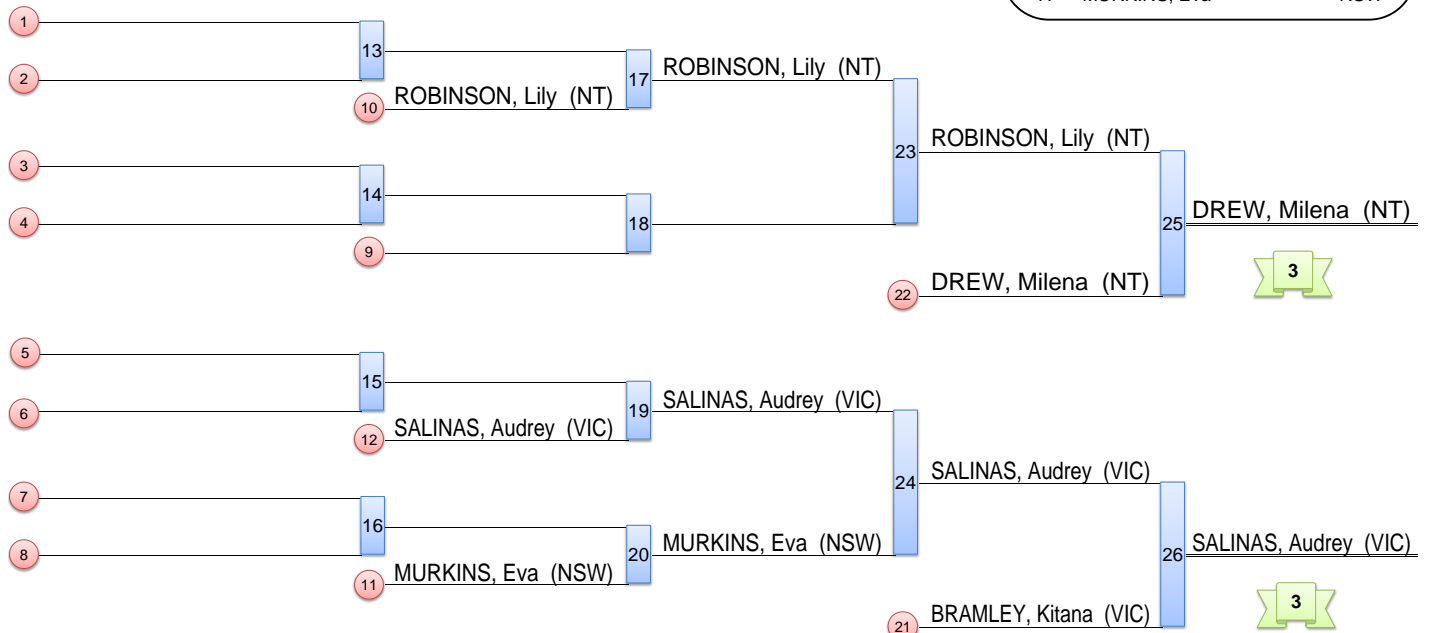 MURKINS, Eva NSW
1
13
ROBINSON, Lily (NT)
2
17
10 ROBINSON, Lily (NT)
ROBINSON, Lily (NT)
3
23
14
DREW, Milena (NT)
4
18
25
9
3
DREW, Milena (NT)
22
5
15
SALINAS, Audrey (VIC)
6
19
12 SALINAS, Audrey (VIC)
SALINAS, Audrey (VIC)
7
24
16
MURKINS, Eva (NSW)
SALINAS, Audrey (VIC)
8
20
26
11 MURKINS, Eva (NSW)
3
21 BRAMLEY, Kitana (VIC)